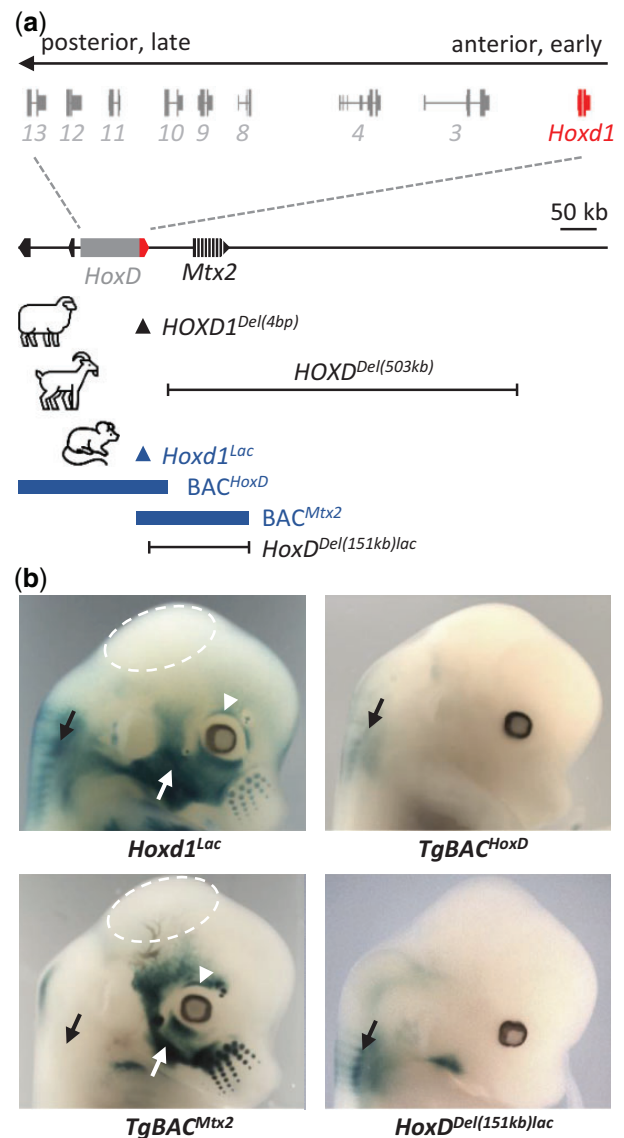 (a)
posterior, late anterior, early
13 12 11 10 9 8 4 3 Hoxd1
50 kb
HoxD Mtx2
HOXD1Del(4bp)
HOXDDel(503kb)
Hoxd1Lac
BACHoxD
BACMtx2
HoxDDel(151kb)lac
(b)
Hoxd1Lac TgBACHoxD
TgBACMtx2 HoxDDel(151kb)lac